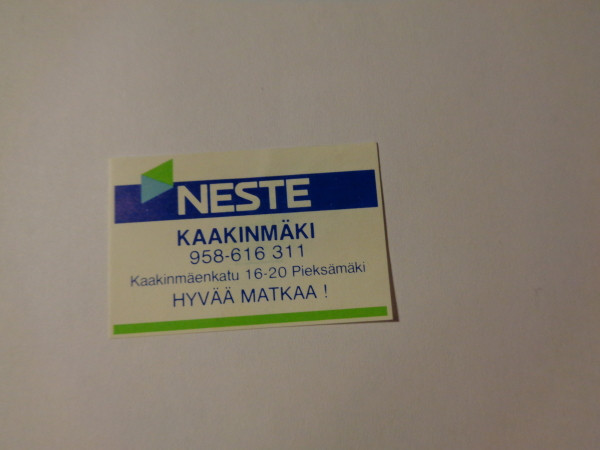 NESTE
KAAKINMÄKI
958-616 311
Kaakinmäenkatu 16-20 Pieksämäki
HYVÄÄ MATKAA !